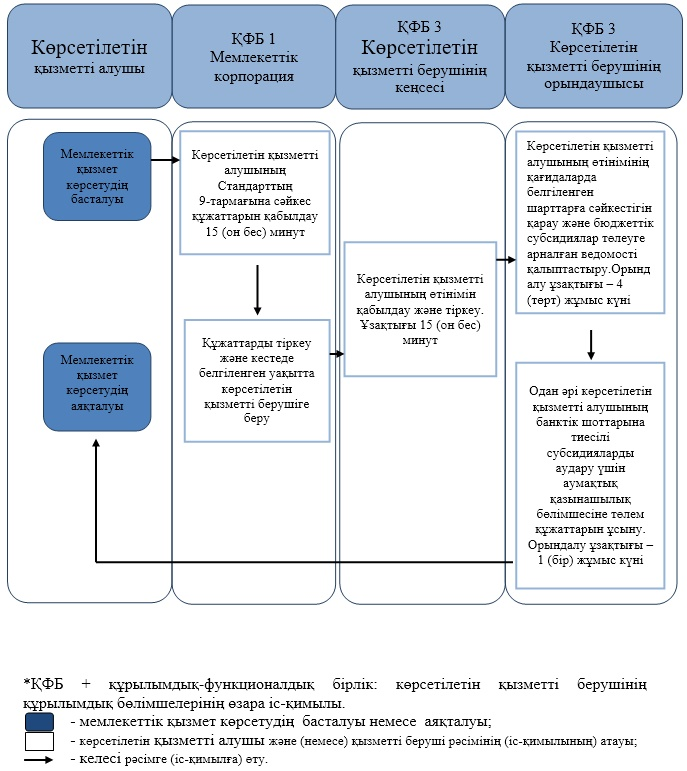 Көрсетілетін
қызметті алушы
ҚФБ 1
Мемлекеттік
корпорация
ҚФБ 3
Көрсетілетін
қызметті берушінің
кеңсесі
ҚФБ 3
Көрсетілетін
қызметті берушінің
орындаушысы
Мемлекеттік
қызмет
көрсетудің
басталуы
Көрсетілетін қызметті
алушының
Стандарттың
9-тармағына сәйкес
құжаттарын қабылдау
15 (он бес) минут
Құжаттарды тіркеу
және кестеде
белгіленген уақытта
көрсетілетін
қызметті берушіге
беру
Көрсетілетін қызметті
алушының өтінімін
қабылдау және тіркеу.
Ұзақтығы 15 (он бес)
минут
Көрсетілетін қызметті
алушының өтінімінің
қағидаларда
белгіленген
шарттарға сәйкестігін
қарау және бюджеттік
субсидиялар төлеуге
арналған ведомості
қалыптастыру.Орынд
алу ұзақтығы – 4
(төрт) жұмыс күні
Одан әрі көрсетілетін
қызметті алушының
банктік шоттарына
тиесілі
субсидияларды
аудару үшін
аумақтық
қазынашылық
бөлімшесіне төлем
құжаттарын ұсыну.
Орындалу ұзақтығы –
1 (бір) жұмыс күні
Мемлекеттік
қызмет
көрсетудің
аяқталуы
*ҚФБ + құрылымдық-функционалдық бірлік: көрсетілетін қызметті берушінің
құрылымдық бөлімшелерінің өзара іс-қимылы.
- мемлекеттік қызмет көрсетудің басталуы немесе аяқталуы;
- көрсетілетін қызметті алушы және (немесе) қызметті беруші рәсімінің (іс-қимылының) атауы;
- келесі рәсімге (іс-қимылға) өту.